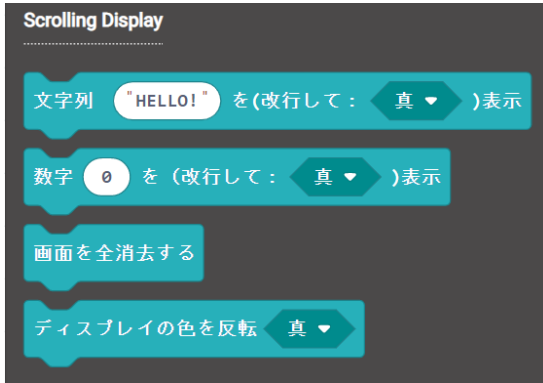 Scrolling Display
文字列 "HELLO!" を(改行して： 真 )表示
数字 0 を (改行して： 真 )表示
画面を全消去する
ディスプレイの色を反転 真